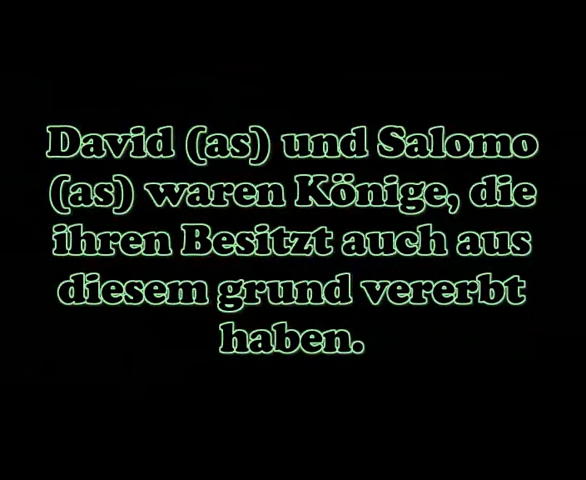 David (as) und Salomo
(as) waren Könige, die
ihren Besitzt auch aus
diesem grund vererbt
haben.